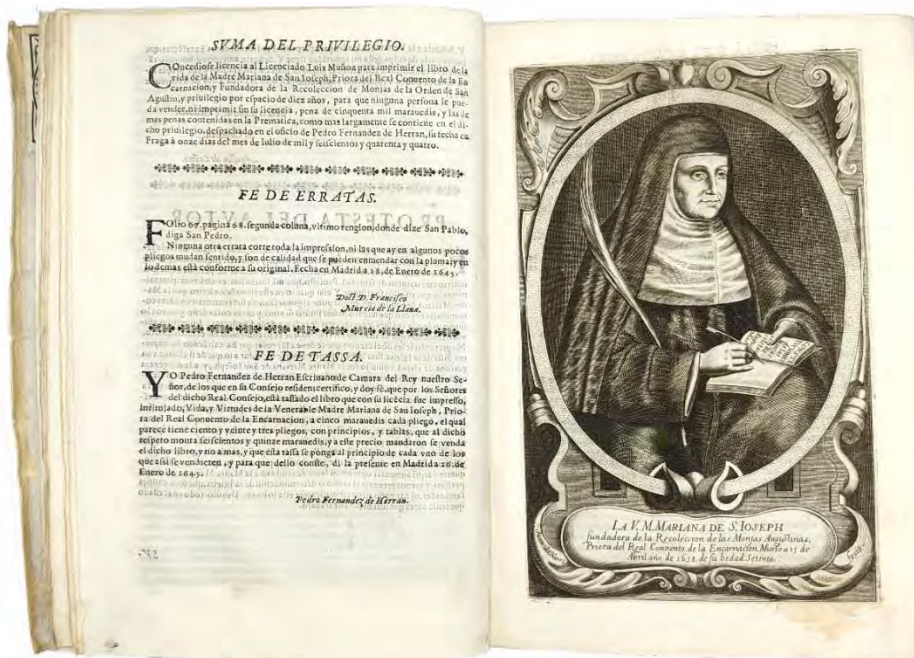 SVMA DEL PRIVILEGIO.
COncediose licencia al Licenciado Luis Muñoz para imprimir el libro de la
vida de la Madre Mariana de San Ioseph, Priora del Real Conuento de la En
carnacion, y Fundadora de la Recoleccion de Monjas de la Orden de San
Agustin, y priuilegio por espacio de diez años, para que ninguna persona le pue
da vender, ni imprimir sin su licencia, pena de cinquenta mil marauedis, y las de
mas penas contenidas en la Prematica, como mas largamente se contiene en el di
cho priuilegio, despachado en el oficio de Pedro Fernandez de Herran, su fecha en
Fraga à onze dias del mes de Iulio de mil y seiscientos y quarenta y quatro.
FE DE ERRATAS.
FOlio 67. pagina 68. segunda coluna, vltimo renglon, donde dize San Pablo,
diga San Pedro.
Ninguna otra errata corre toda la impression, ni las que ay en algunos pocos
pliegos mudan sentido, y son de calidad que se pueden enmendar con la pluma, y en
lo demas està conforme a su original. Fecha en Madrid a 18. de Enero de 1645.
Doct. D. Francisco
Murcia de la Llana.
FE DE TASSA.
YO Pedro Fernandez de Herran Escriuano de Camara del Rey nuestro Se-
ñor, de los que en su Consejo residen, certifico, y doy fè, que por los Señores
del dicho Real Consejo, està tassado el libro que con su licẽcia fue impresso,
intitulado, Vida, y Virtudes de la Venerable Madre Mariana de San Ioseph, Prio-
ra del Real Conuento de la Encarnacion, a cinco marauedis cada pliego, el qual
parece tiene ciento y veinte y tres pliegos, con principios, y tablas, que al dicho
respeto monta seiscientos y quinze marauedis, y a este precio mandaron se venda
el dicho libro, y no a mas, y que esta tassa se ponga al principio de cada vno de los
que assi se vendieren, y para que dello conste, di la presente en Madrid a 20. de
Enero de 1645.
Pedro Fernandez de Herran.
LA V. M. MARIANA DE S. IOSEPH
fundadora de la Recoleccion de las Monjas Augustinas,
Priora del Real Conuento de la Encarnacion Murio a 15 de
Abril año de 1638. de su hedad Setenta.